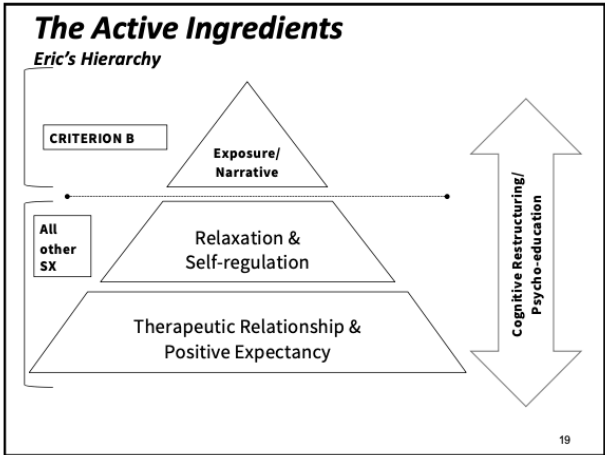 The Active Ingredients
Eric's Hierarchy
CRITERION B
Exposure/
Narrative
All
other
SX
Relaxation &
Self-regulation
Therapeutic Relationship &
Positive Expectancy
Cognitive Restructuring/
Psycho-education
19